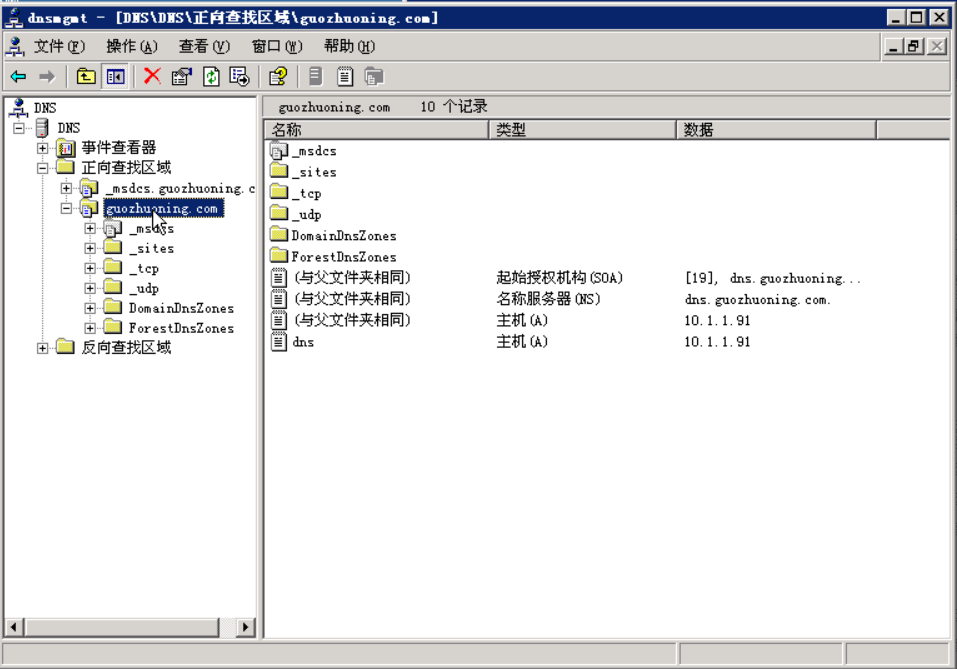 dnsmgmt - [DNS\DNS\正向查找区域\guozhuoning.com]
文件(F) 操作(A) 查看(V) 窗口(W) 帮助(H)
DNS
DNS
事件查看器
正向查找区域
_msdcs.guozhuoning.c
guozhuoning.com
_msdcs
_sites
_tcp
_udp
DomainDnsZones
ForestDnsZones
反向查找区域
guozhuoning.com 10 个记录
名称 类型 数据
_msdcs
_sites
_tcp
_udp
DomainDnsZones
ForestDnsZones
(与父文件夹相同) 起始授权机构(SOA) [19], dns.guozhuoning...
(与父文件夹相同) 名称服务器(NS) dns.guozhuoning.com.
(与父文件夹相同) 主机(A) 10.1.1.91
dns 主机(A) 10.1.1.91